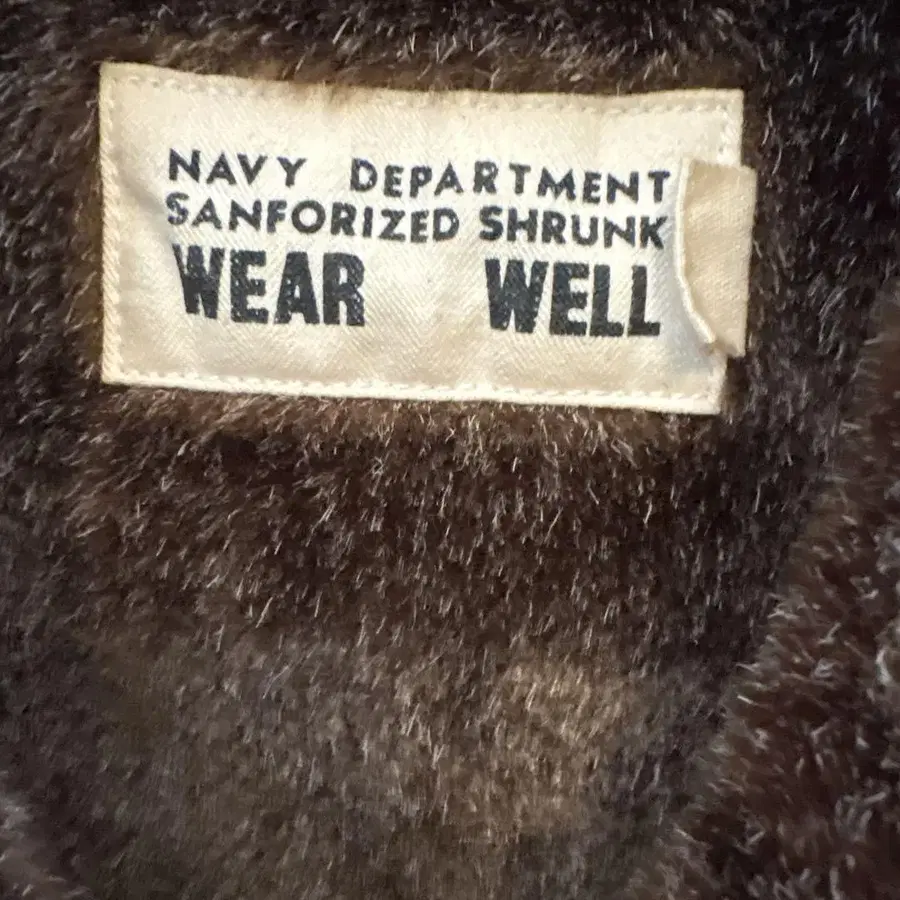 NAVY DEPARTMENT
SANFORIZED SHRUNK
WEAR WELL